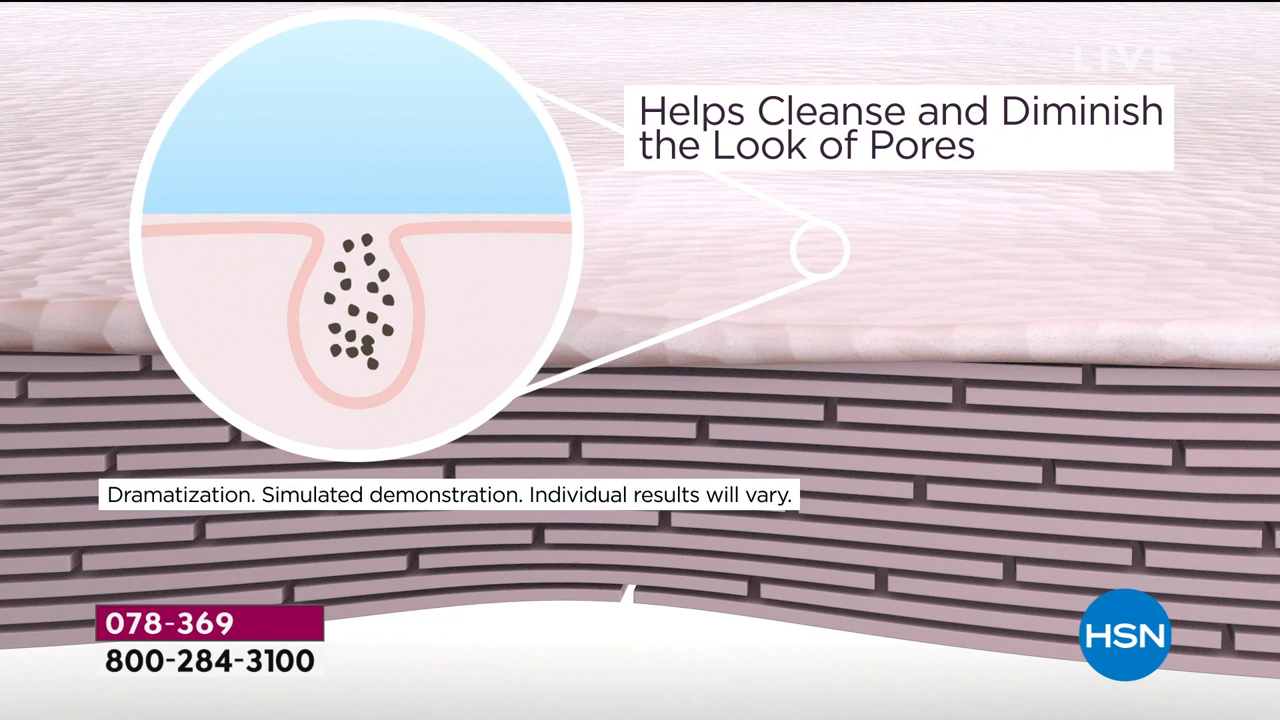 LIVE
Helps Cleanse and Diminish
the Look of Pores
Dramatization. Simulated demonstration. Individual results will vary.
078-369
800-284-3100
HSN